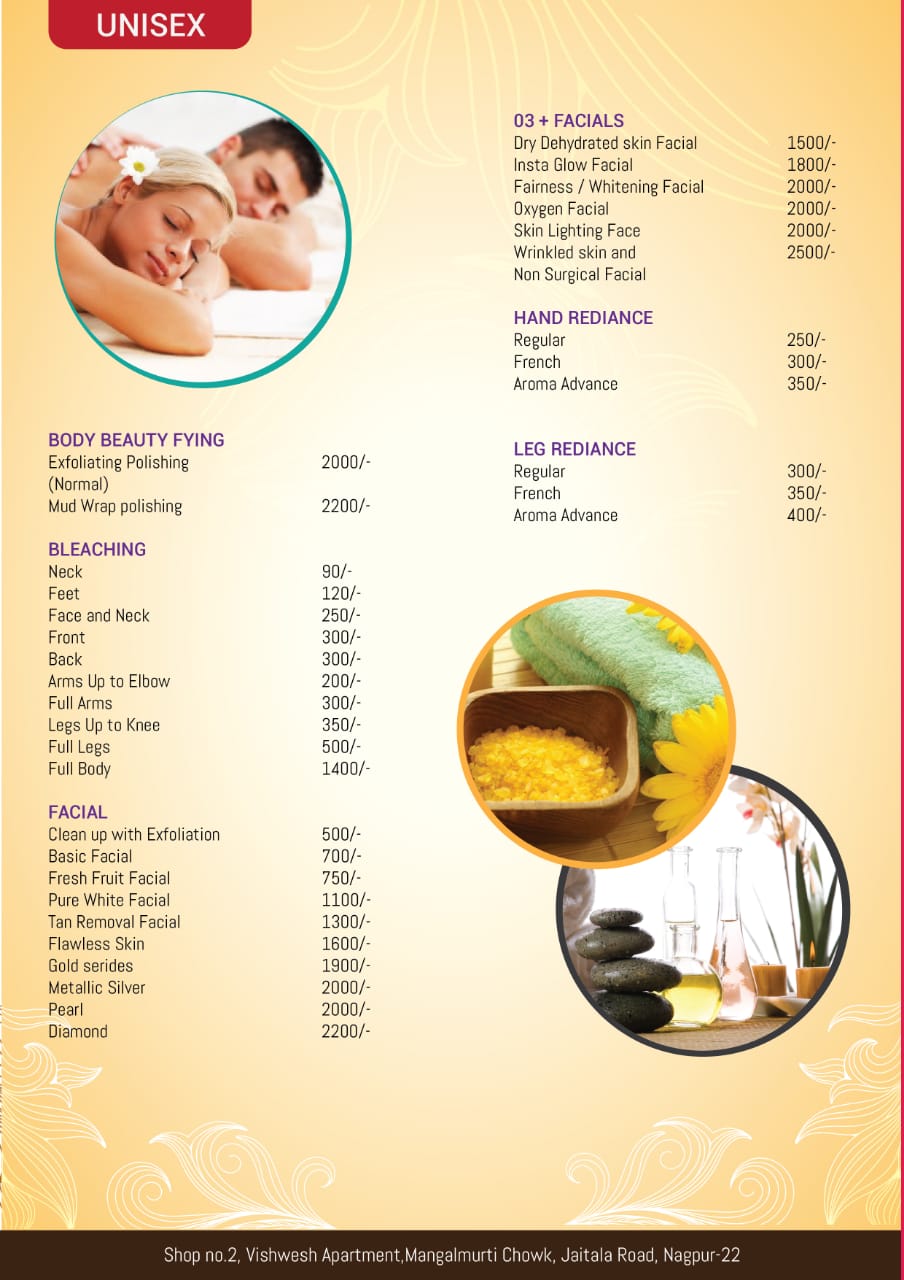 UNISEX
BODY BEAUTY FYING
Exfoliating Polishing 2000/-
(Normal)
Mud Wrap polishing 2200/-
BLEACHING
Neck 90/-
Feet 120/-
Face and Neck 250/-
Front 300/-
Back 300/-
Arms Up to Elbow 200/-
Full Arms 300/-
Legs Up to Knee 350/-
Full Legs 500/-
Full Body 1400/-
FACIAL
Clean up with Exfoliation 500/-
Basic Facial 700/-
Fresh Fruit Facial 750/-
Pure White Facial 1100/-
Tan Removal Facial 1300/-
Flawless Skin 1600/-
Gold serides 1900/-
Metallic Silver 2000/-
Pearl 2000/-
Diamond 2200/-
03 + FACIALS
Dry Dehydrated skin Facial 1500/-
Insta Glow Facial 1800/-
Fairness / Whitening Facial 2000/-
Oxygen Facial 2000/-
Skin Lighting Face 2000/-
Wrinkled skin and 2500/-
Non Surgical Facial
HAND REDIANCE
Regular 250/-
French 300/-
Aroma Advance 350/-
LEG REDIANCE
Regular 300/-
French 350/-
Aroma Advance 400/-
Shop no.2, Vishwesh Apartment,Mangalmurti Chowk, Jaitala Road, Nagpur-22